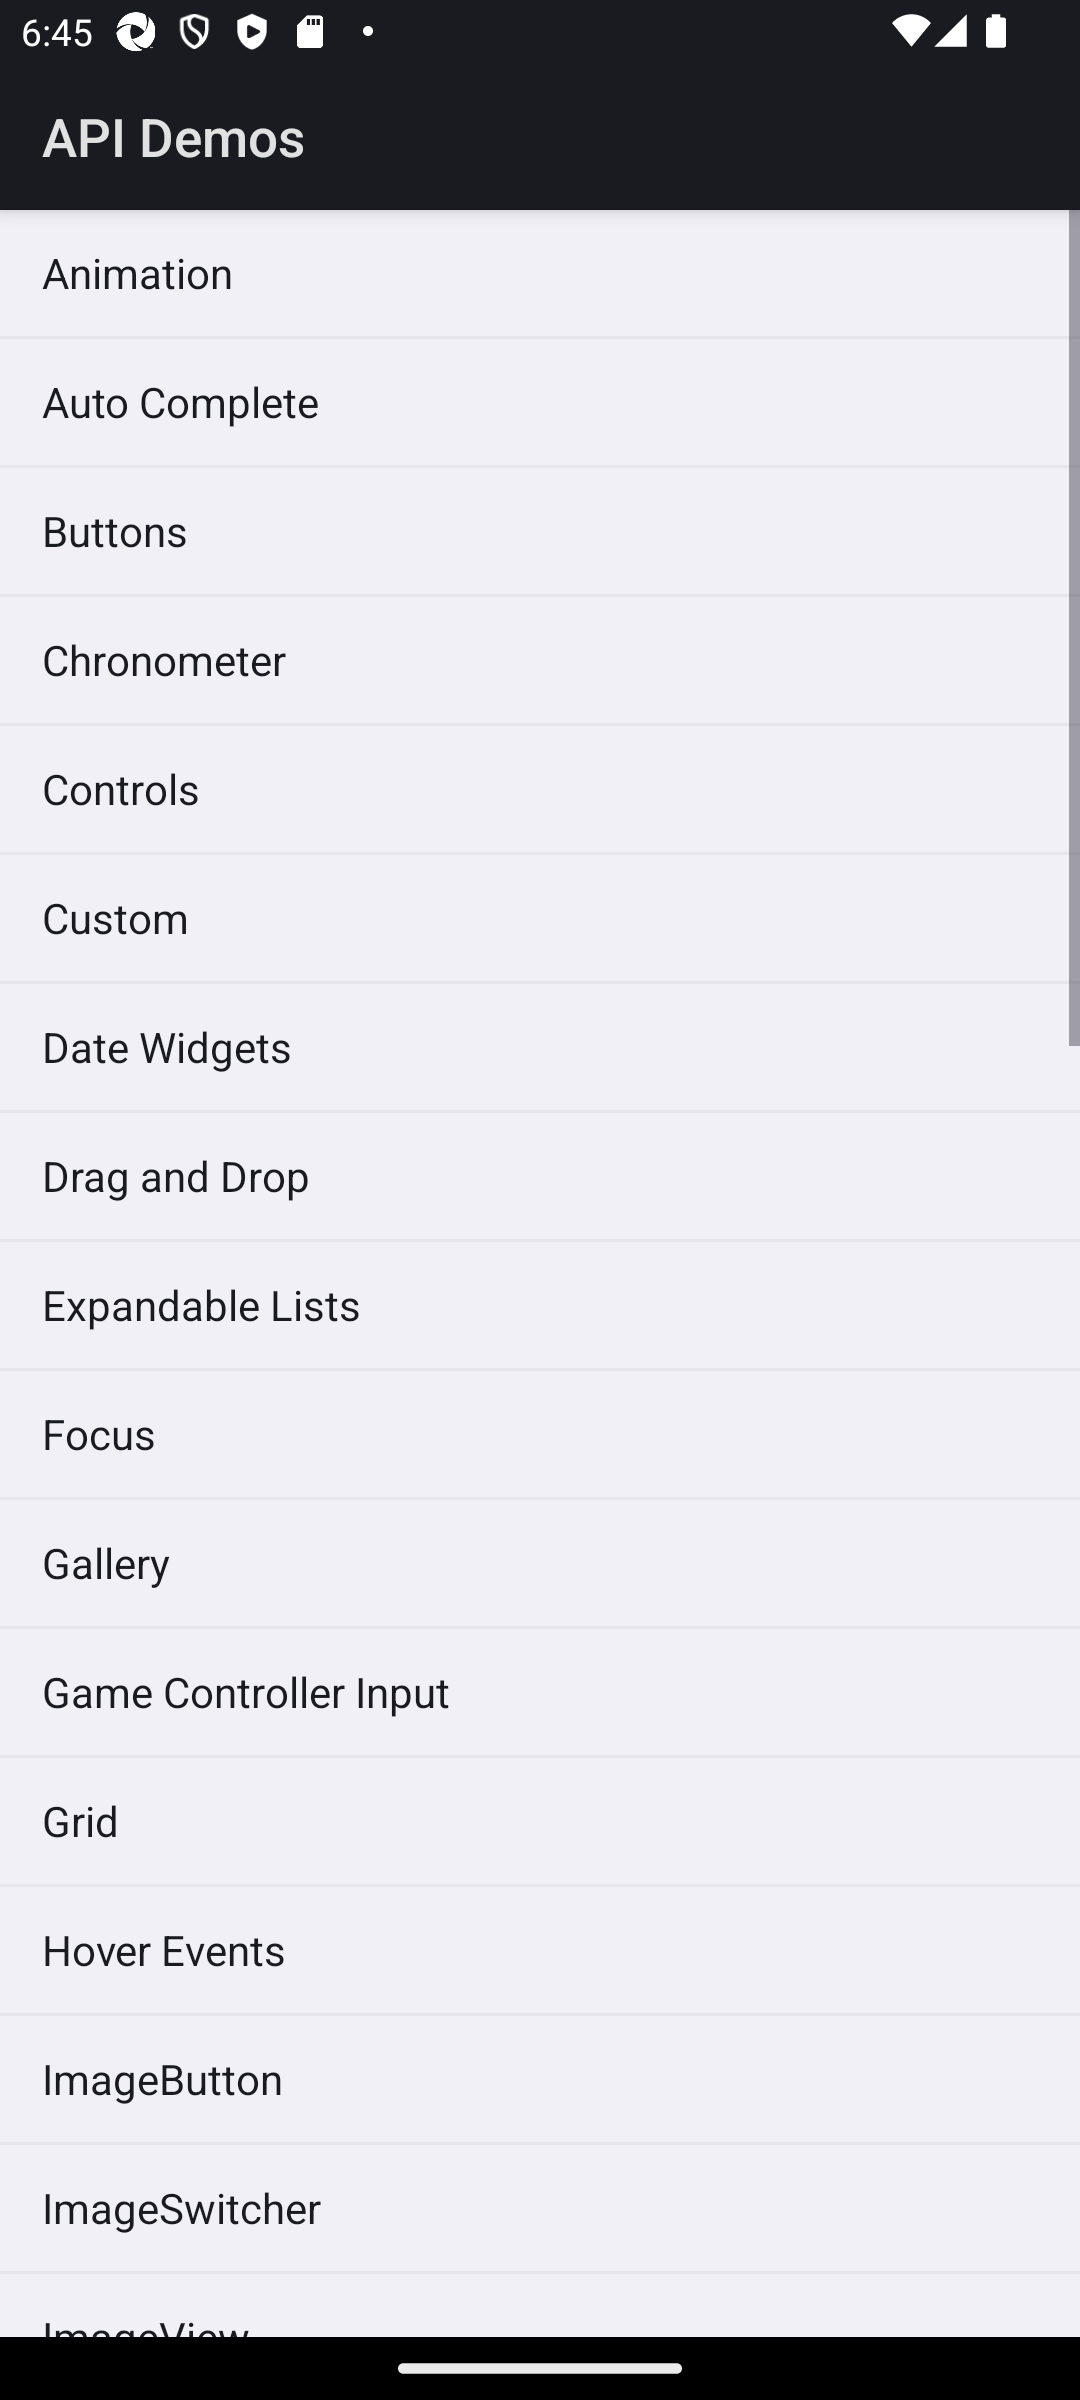 6:45
API Demos
Animation
Auto Complete
Buttons
Chronometer
Controls
Custom
Date Widgets
Drag and Drop
Expandable Lists
Focus
Gallery
Game Controller Input
Grid
Hover Events
ImageButton
ImageSwitcher
ImageView